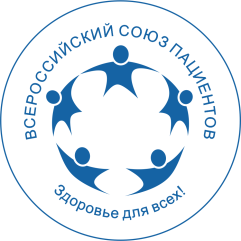 ВСЕРОССИЙСКИЙ СОЮЗ ПАЦИЕНТОВ
Здоровье для всех!